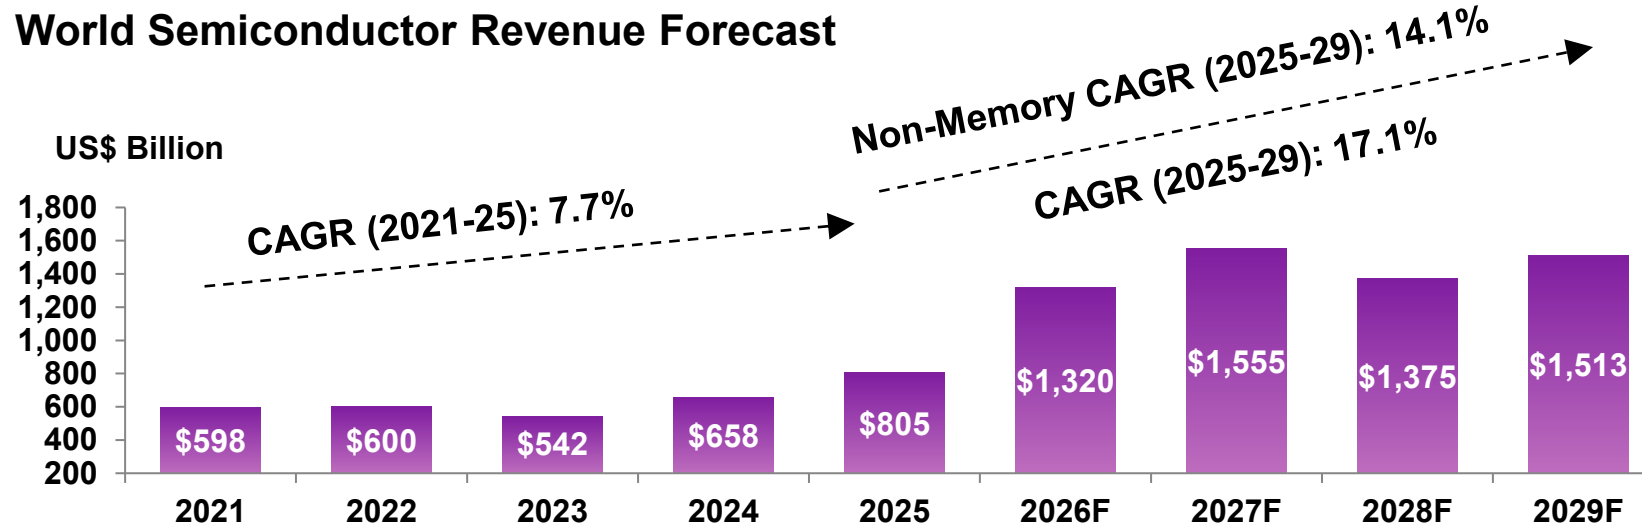 World Semiconductor Revenue Forecast
Non-Memory CAGR (2025-29): 14.1%
CAGR (2025-29): 17.1%
US$ Billion
CAGR (2021-25): 7.7%
1,800
1,600
1,400
1,200
1,000
800
600
400
200
$598
$600
$542
$658
$805
$1,320
$1,555
$1,375
$1,513
2021
2022
2023
2024
2025
2026F
2027F
2028F
2029F